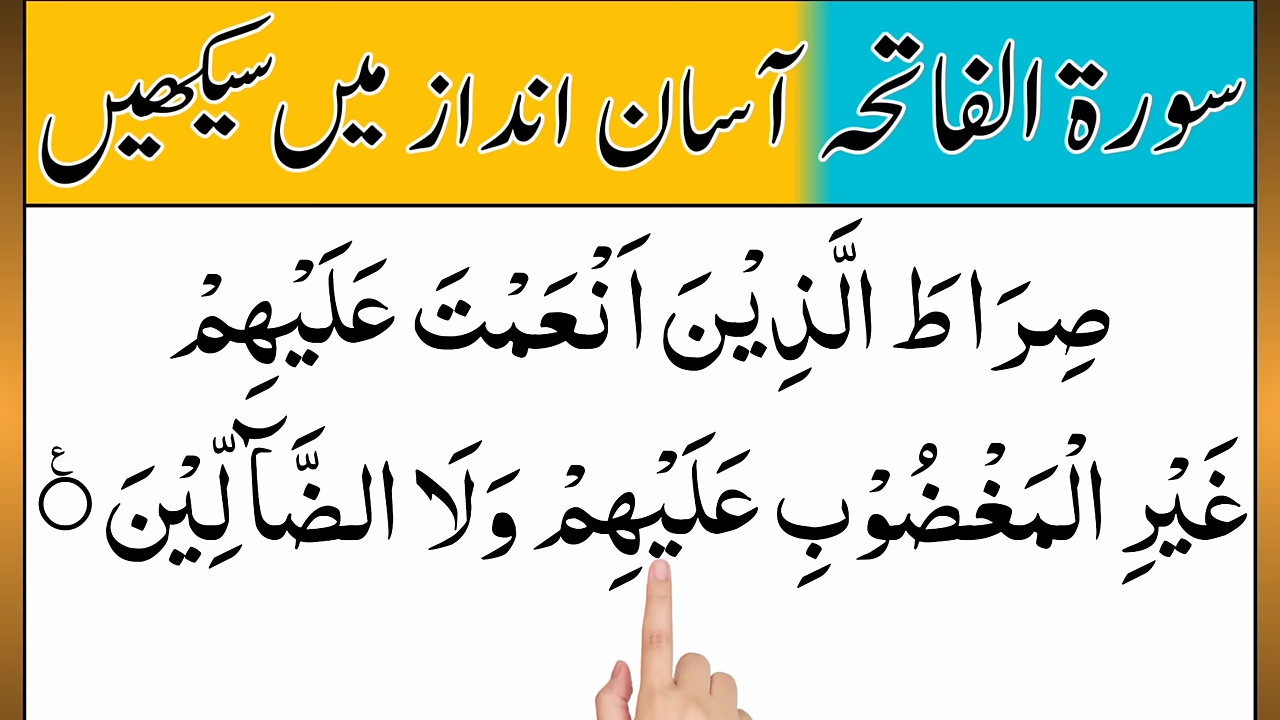 سورۃ الفاتحہ آسان انداز میں سیکھیں
صِرَاطَ الَّذِيْنَ اَنْعَمْتَ عَلَيْهِمْ
غَيْرِ الْمَغْضُوْبِ عَلَيْهِمْ وَلَا الضَّآلِّيْنَ ۠ع